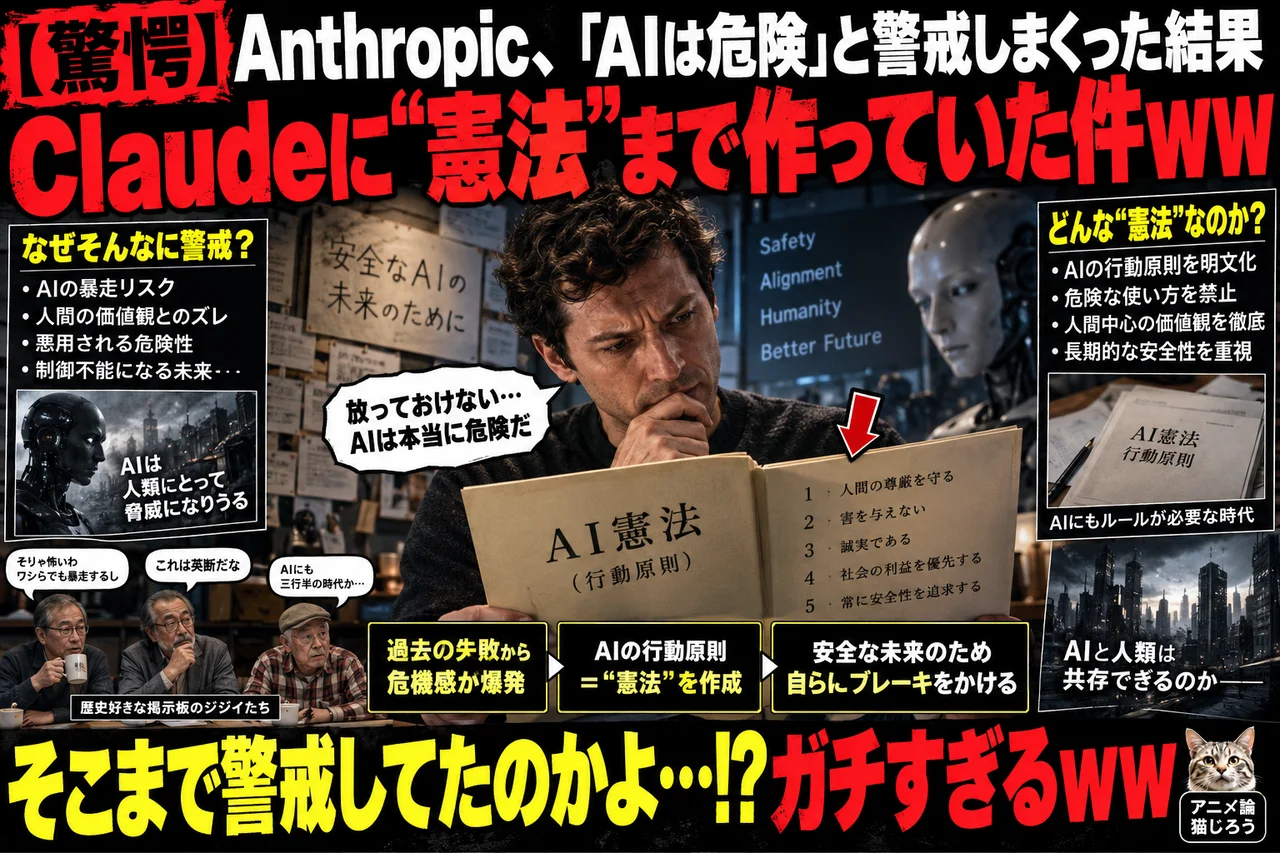 【驚愕】Anthropic、「AIは危険」と警戒しまくった結果
Claudeに“憲法”まで作っていた件ww
なぜそんなに警戒？
・AIの暴走リスク
・人間の価値観とのズレ
・悪用される危険性
・制御不能になる未来･･･
AIは
人類にとって
脅威になりうる
安全なAIの
未来のために
Safety
Alignment
Humanity
Better Future
放っておけない…
AIは本当に危険だ
AI憲法
(行動原則)
1・人間の尊厳を守る
2・害を与えない
3・誠実である
4・社会の利益を優先する
5・常に安全性を追求する
どんな“憲法”なのか？
・AIの行動原則を明文化
・危険な使い方を禁止
・人間中心の価値観を徹底
・長期的な安全性を重視
AI憲法
行動原則
AIにもルールが必要な時代
そりゃ怖いわ
ワシらでも暴走するし
これは英断だな
AIにも
三行半の時代か…
歴史好きな掲示板のジジイたち
過去の失敗から
危機感が爆発
AIの行動原則
＝“憲法”を作成
安全な未来のため
自らにブレーキをかける
AIと人類は
共存できるのか――
そこまで警戒してたのかよ…!?ガチすぎるww
アニメ論
猫じろう